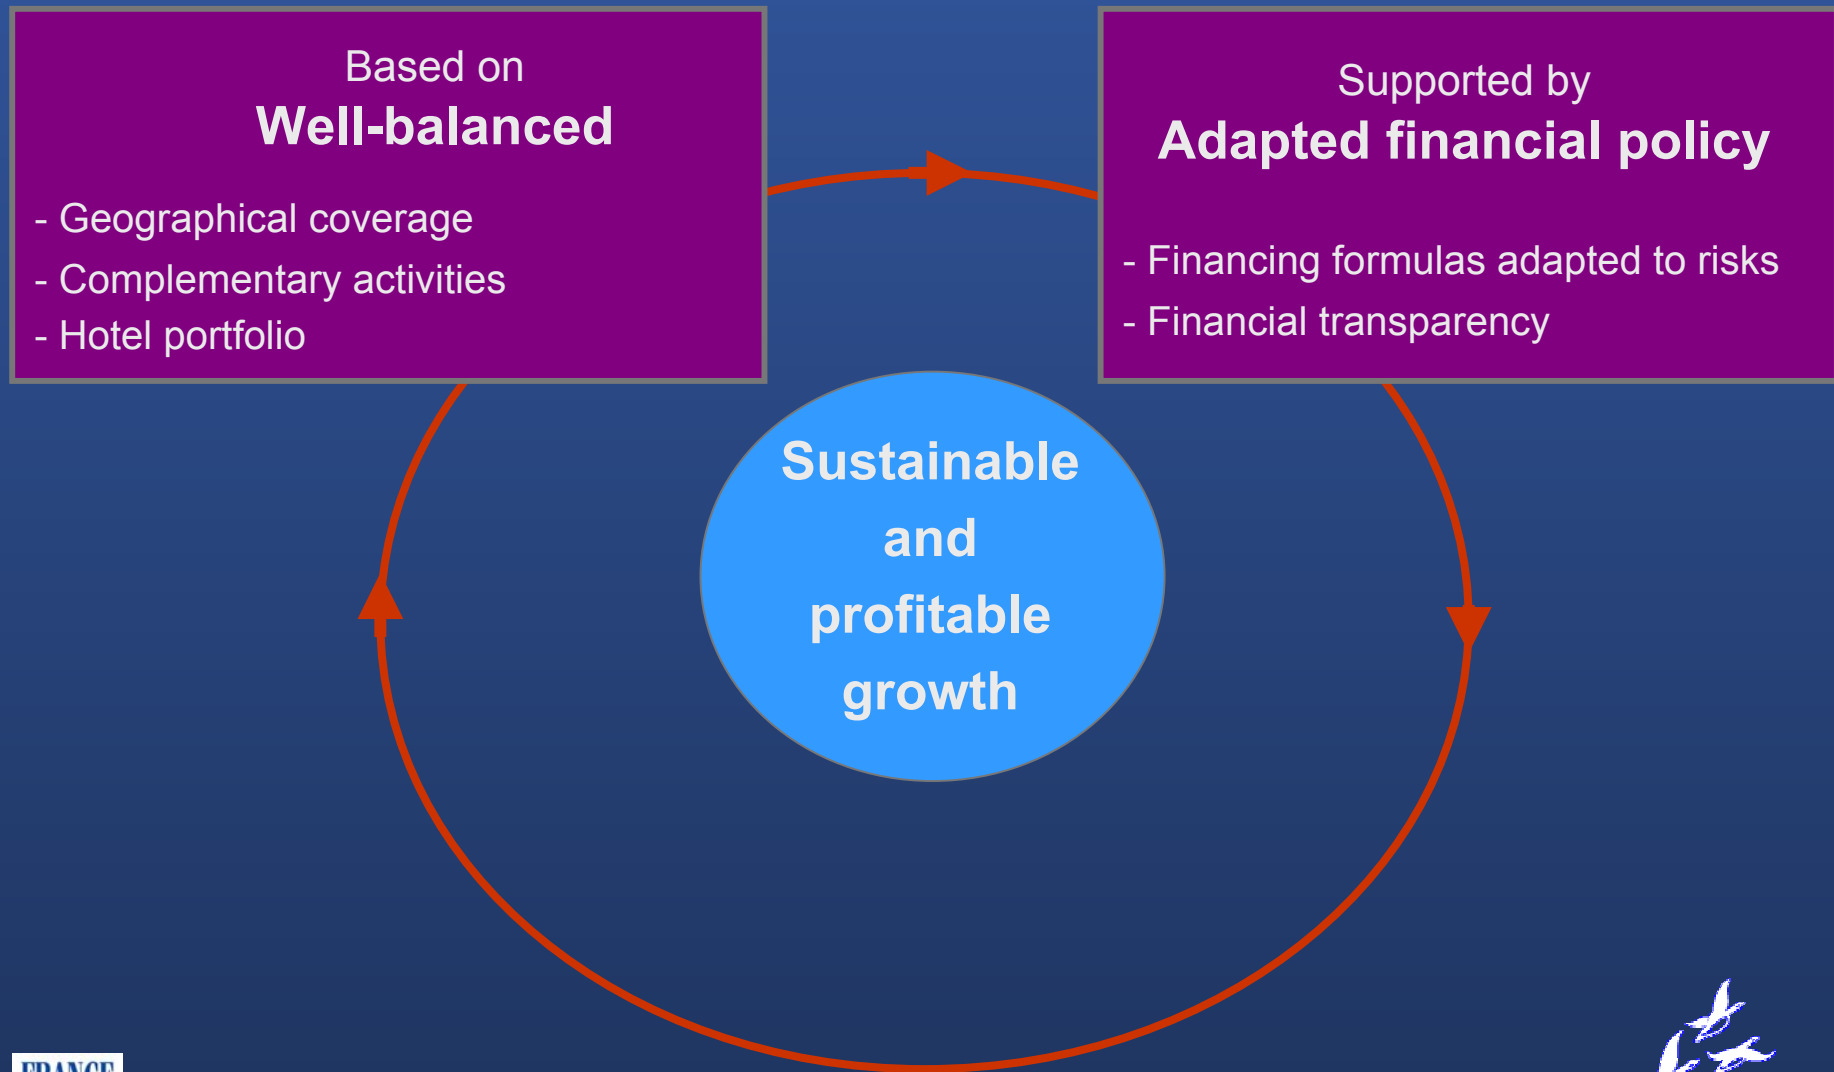 Based on
Well-balanced
- Geographical coverage
- Complementary activities
- Hotel portfolio
Supported by
Adapted financial policy
- Financing formulas adapted to risks
- Financial transparency
Sustainable
and
profitable
growth
FRANCE